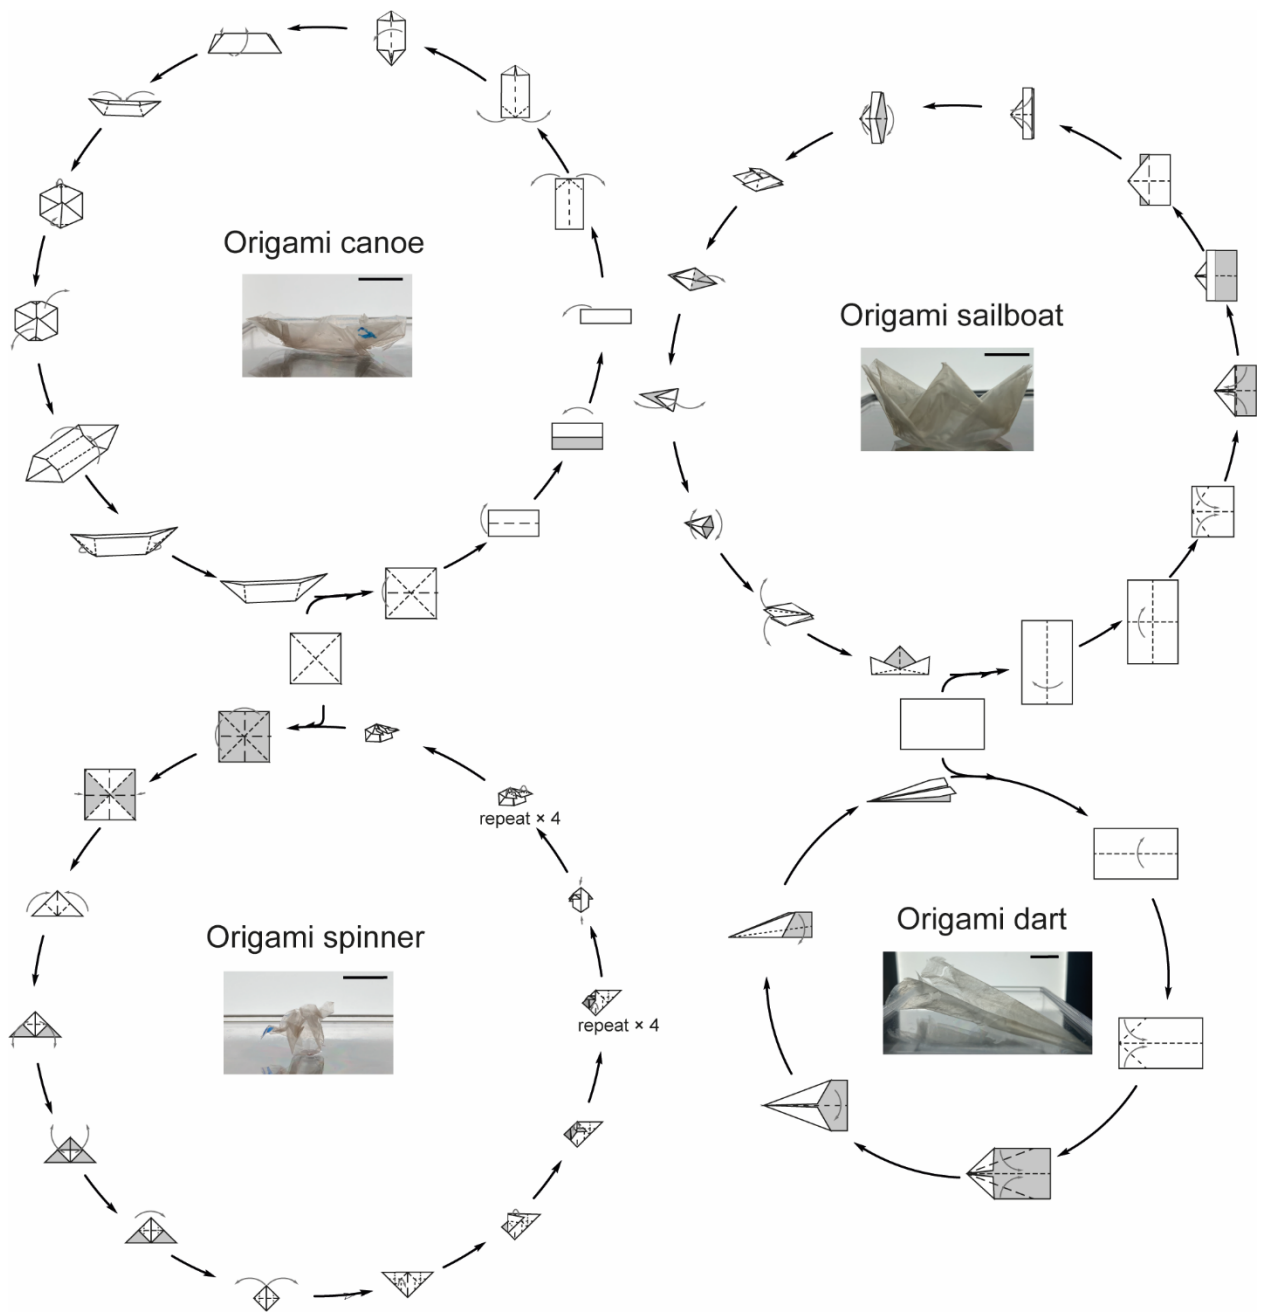 Origami canoe
Origami sailboat
repeat × 4
Origami spinner
Origami dart
repeat × 4